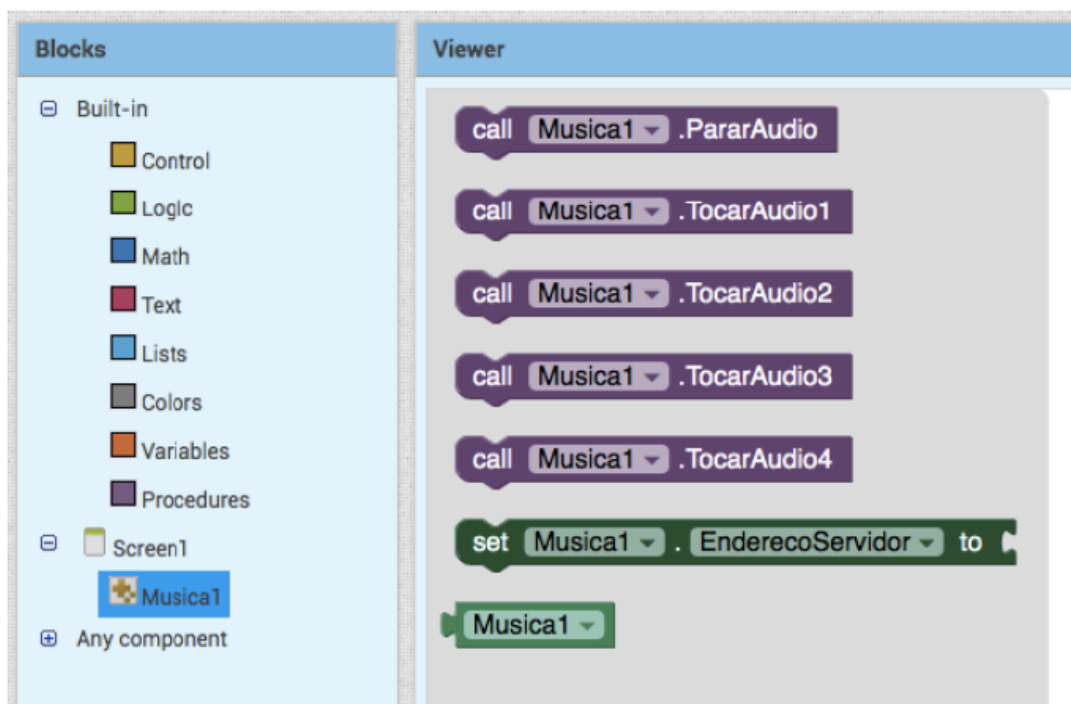 Blocks
Built-in
Control
Logic
Math
Text
Lists
Colors
Variables
Procedures
Screen1
Musica1
Any component
Viewer
call Musica1 .PararAudio
call Musica1 .TocarAudio1
call Musica1 .TocarAudio2
call Musica1 .TocarAudio3
call Musica1 .TocarAudio4
set Musica1 . EnderecoServidor to
Musica1